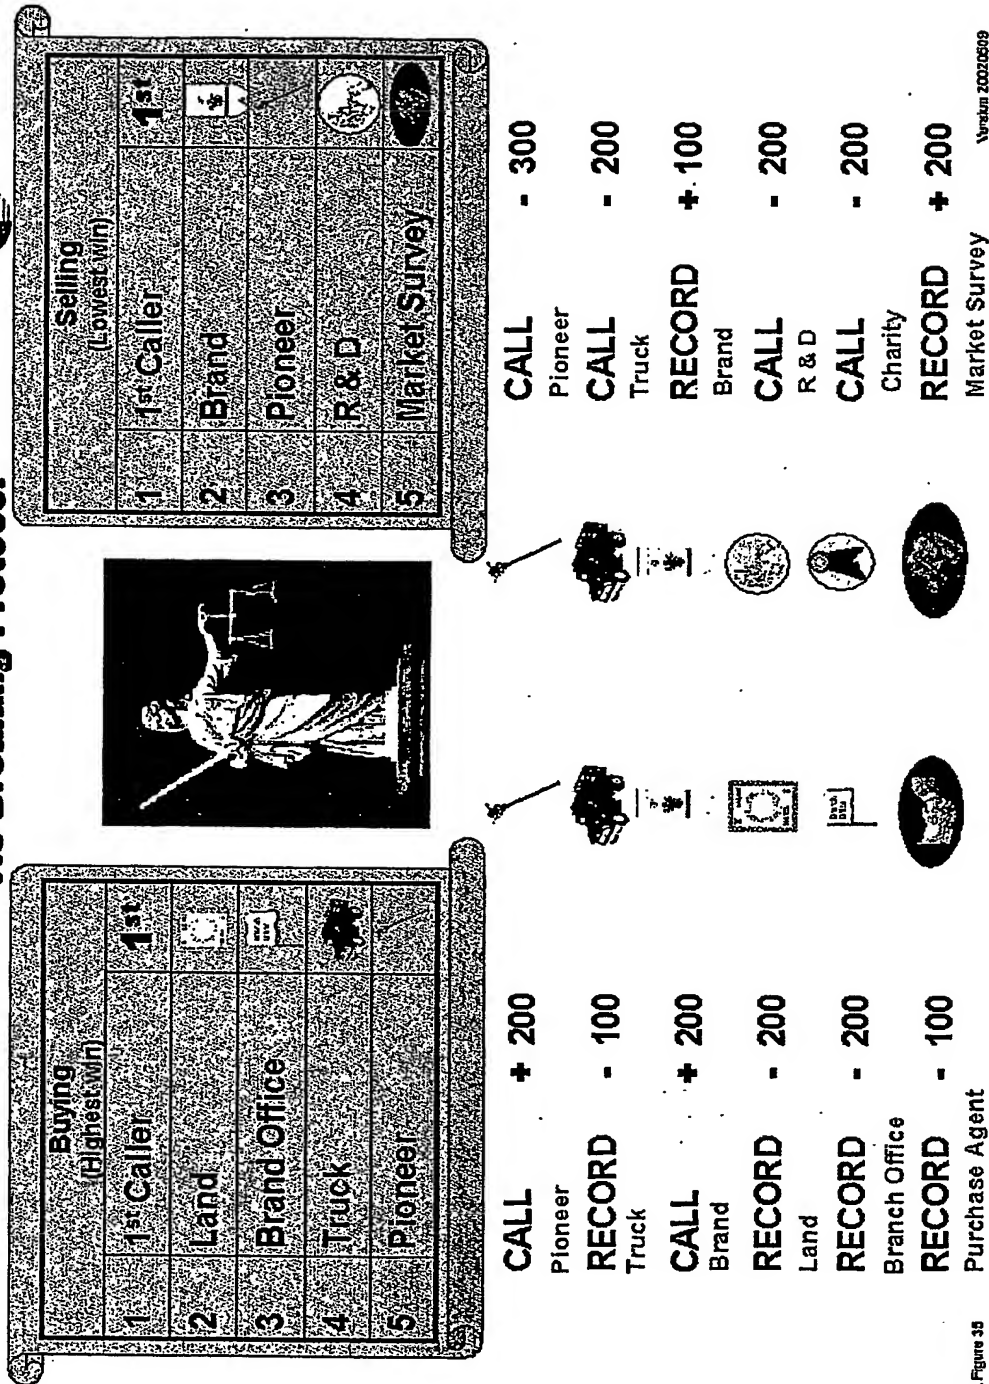 Buying
(Highest win)
1 1st Caller 1st
2 Land
3 Brand Office
4 Truck
5 Pioneer
Selling
(Lowest win)
1 1st Caller 1st
2 Brand
3 Pioneer
4 R & D
5 Market Survey
CALL + 200
Pioneer
RECORD - 100
Truck
CALL + 200
Brand
RECORD - 200
Land
RECORD - 200
Branch Office
RECORD - 100
Purchase Agent
CALL - 300
Pioneer
CALL - 200
Truck
RECORD + 100
Brand
CALL - 200
R & D
CALL - 200
Charity
RECORD + 200
Market Survey
Figure 35
Version 20020609